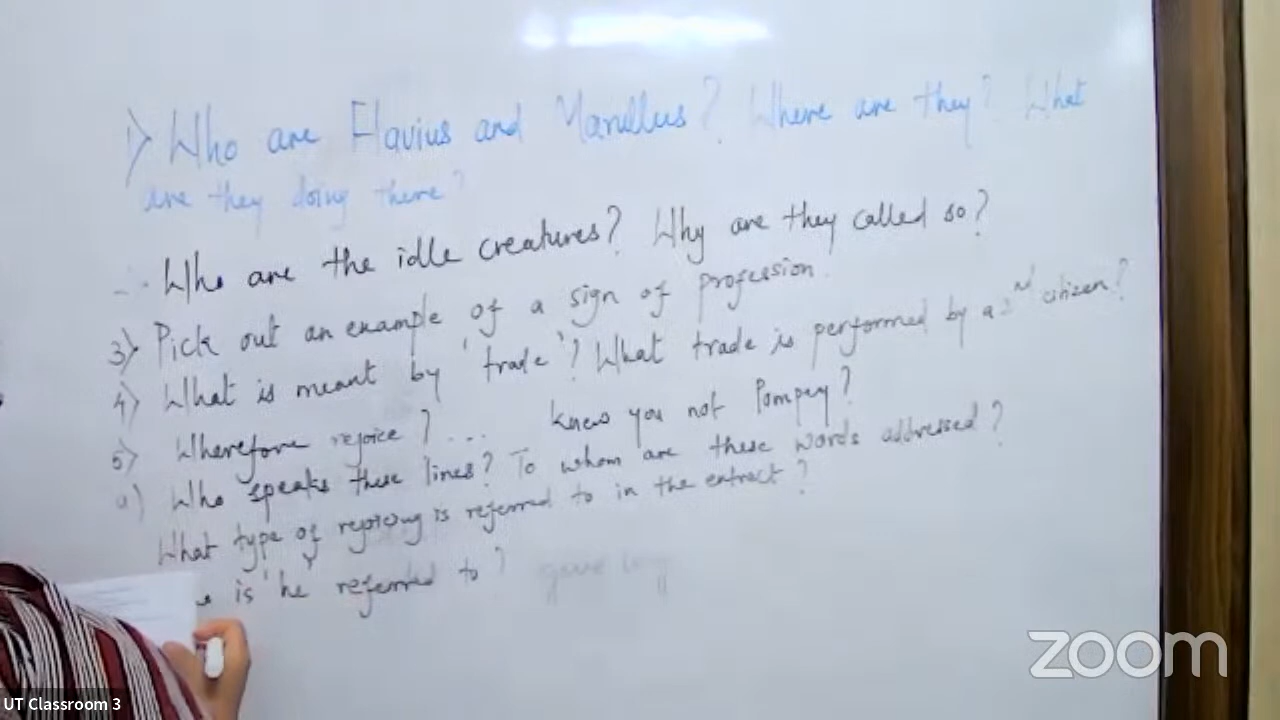 1) Who are Flavius and Marullus? Where are they? What
are they doing there?
Who are the idle creatures? Why are they called so?
3) Pick out an example of a sign of profession.
4) What is meant by 'trade'? What trade is performed by a 2nd citizen?
5) Wherefore rejoice? ... knew you not Pompey?
a) Who speaks these lines? To whom are these words addressed?
What type of rejoicing is referred to in the extract?
is 'he' referred to?
zoom
UT Classroom 3